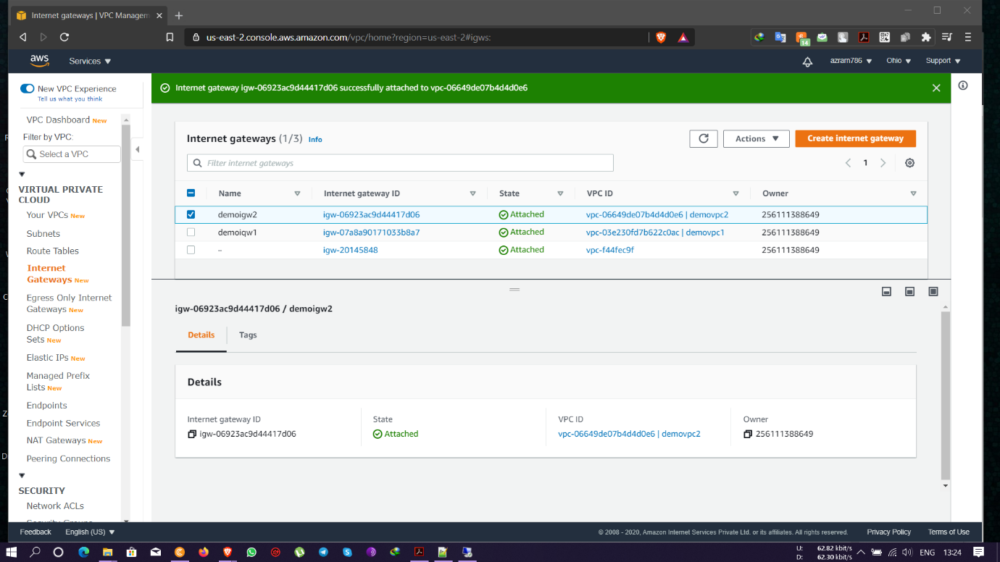 Internet gateways | VPC Managem
us-east-2.console.aws.amazon.com/vpc/home?region=us-east-2#igws:
14
aws
Services
azram786
Ohio
Support
New VPC Experience
Tell us what you think
Internet gateway igw-06923ac9d44417d06 successfully attached to vpc-06649de07b4d4d0e6
VPC Dashboard New
Filter by VPC:
Select a VPC
VIRTUAL PRIVATE
CLOUD
Your VPCs New
Subnets
Route Tables
Internet
Gateways New
Egress Only Internet
Gateways New
DHCP Options
Sets New
Elastic IPs New
Managed Prefix
Lists New
Endpoints
Endpoint Services
NAT Gateways New
Peering Connections
SECURITY
Network ACLs
Security Groups
Internet gateways (1/3) Info
Actions
Create internet gateway
Filter internet gateways
1
Name Internet gateway ID State VPC ID Owner
demoigw2 igw-06923ac9d44417d06 Attached vpc-06649de07b4d4d0e6 | demovpc2 256111388649
demoiqw1 igw-07a8a90171033b8a7 Attached vpc-03e230fd7b622c0ac | demovpc1 256111388649
– igw-20145848 Attached vpc-f44fec9f 256111388649
igw-06923ac9d44417d06 / demoigw2
Details Tags
Details
Internet gateway ID State VPC ID Owner
igw-06923ac9d44417d06 Attached vpc-06649de07b4d4d0e6 | demovpc2 256111388649
Feedback English (US) © 2008 - 2020, Amazon Internet Services Private Ltd. or its affiliates. All rights reserved. Privacy Policy Terms of Use
U: 62.82 kbit/s
D: 62.30 kbit/s
ENG 13:24